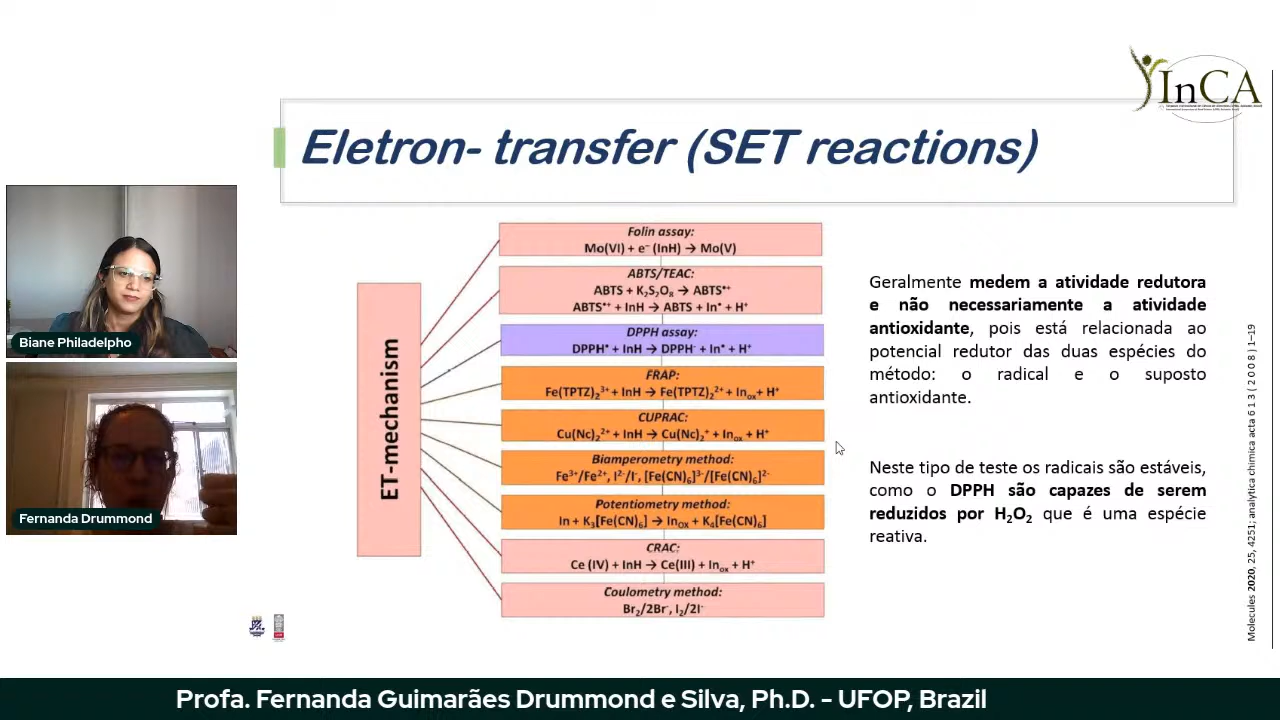 InCA
Eletron- transfer (SET reactions)
Biane Philadelpho
Fernanda Drummond
ET-mechanism
Folin assay:
Mo(VI) + e⁻ (InH) → Mo(V)
ABTS/TEAC:
ABTS + K₂S₂O₈ → ABTS•⁺
ABTS•⁺ + InH → ABTS + In• + H⁺
DPPH assay:
DPPH• + InH → DPPH⁻ + In• + H⁺
FRAP:
Fe(TPTZ)₂³⁺ + InH → Fe(TPTZ)₂²⁺ + Inₒₓ + H⁺
CUPRAC:
Cu(Nc)₂²⁺ + InH → Cu(Nc)₂⁺ + Inₒₓ + H⁺
Biamperometry method:
Fe³⁺/Fe²⁺, I²⁻/I⁻, [Fe(CN)₆]³⁻/[Fe(CN)₆]²⁻
Potentiometry method:
In + K₃[Fe(CN)₆] → InOX + K₄[Fe(CN)₆]
CRAC:
Ce (IV) + InH → Ce(III) + Inₒₓ + H⁺
Coulometry method:
Br₂/2Br⁻, I₂/2I⁻
Geralmente medem a atividade redutora
e não necessariamente a atividade
antioxidante, pois está relacionada ao
potencial redutor das duas espécies do
método: o radical e o suposto
antioxidante.
Neste tipo de teste os radicais são estáveis,
como o DPPH são capazes de serem
reduzidos por H₂O₂ que é uma espécie
reativa.
Molecules 2020, 25, 4251; analytica chimica acta 6 1 3 ( 2 0 0 8 ) 1–19
Profa. Fernanda Guimarães Drummond e Silva, Ph.D. - UFOP, Brazil